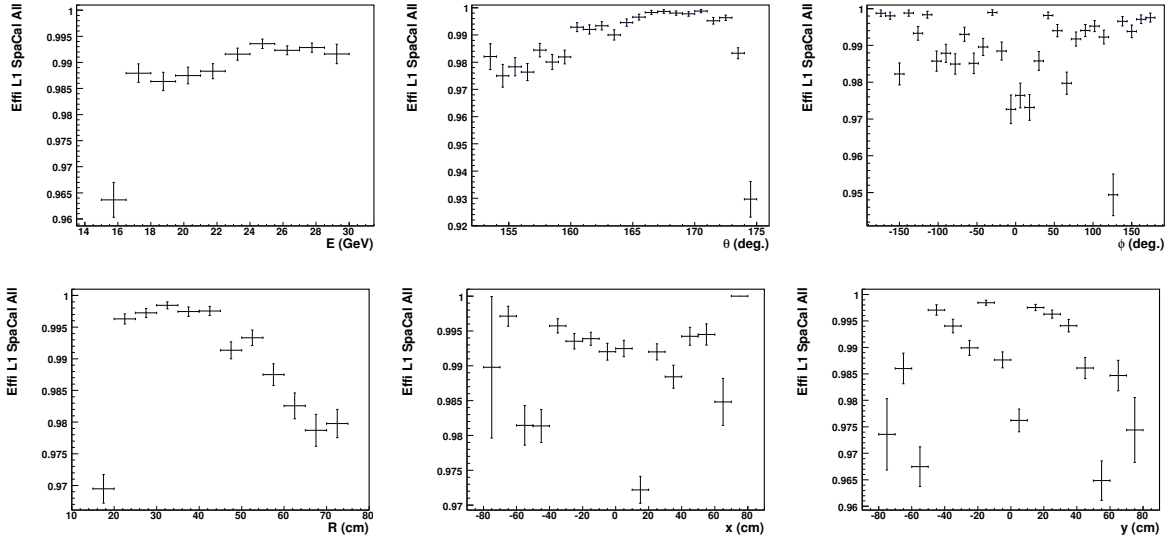 Effi L1 SpaCal All
1
0.995
0.99
0.985
0.98
0.975
0.97
0.965
0.96
14 16 18 20 22 24 26 28 30
E (GeV)
Effi L1 SpaCal All
1
0.99
0.98
0.97
0.96
0.95
0.94
0.93
0.92
155 160 165 170 175
θ (deg.)
Effi L1 SpaCal All
1
0.99
0.98
0.97
0.96
0.95
-150 -100 -50 0 50 100 150
ϕ (deg.)
Effi L1 SpaCal All
1
0.995
0.99
0.985
0.98
0.975
0.97
10 20 30 40 50 60 70 80
R (cm)
Effi L1 SpaCal All
1
0.995
0.99
0.985
0.98
0.975
0.97
-80 -60 -40 -20 0 20 40 60 80
x (cm)
Effi L1 SpaCal All
1
0.995
0.99
0.985
0.98
0.975
0.97
0.965
0.96
-80 -60 -40 -20 0 20 40 60 80
y (cm)